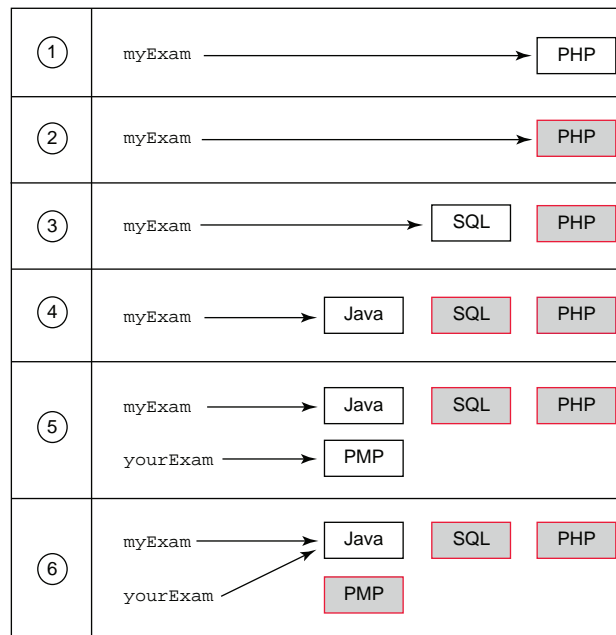 1 myExam PHP
2 myExam PHP
3 myExam SQL PHP
4 myExam Java SQL PHP
5 myExam Java SQL PHP
yourExam PMP
6 myExam Java SQL PHP
yourExam PMP